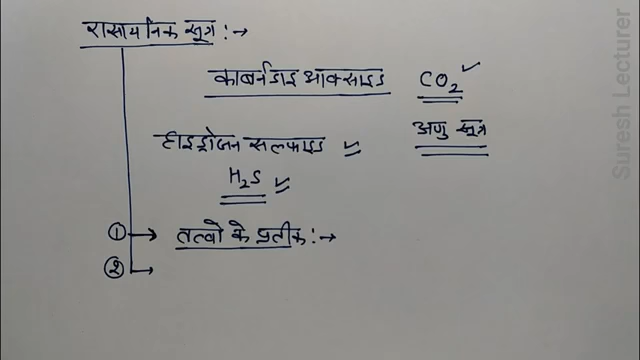 रासायनिक सूत्र :→
कार्बनडाइ आक्साइड CO₂ ✓
हाइड्रोजन सल्फाइड ✓ अणु सूत्र
H₂S ✓
① → तत्वो के प्रतीक :→
②
Suresh Lecturer